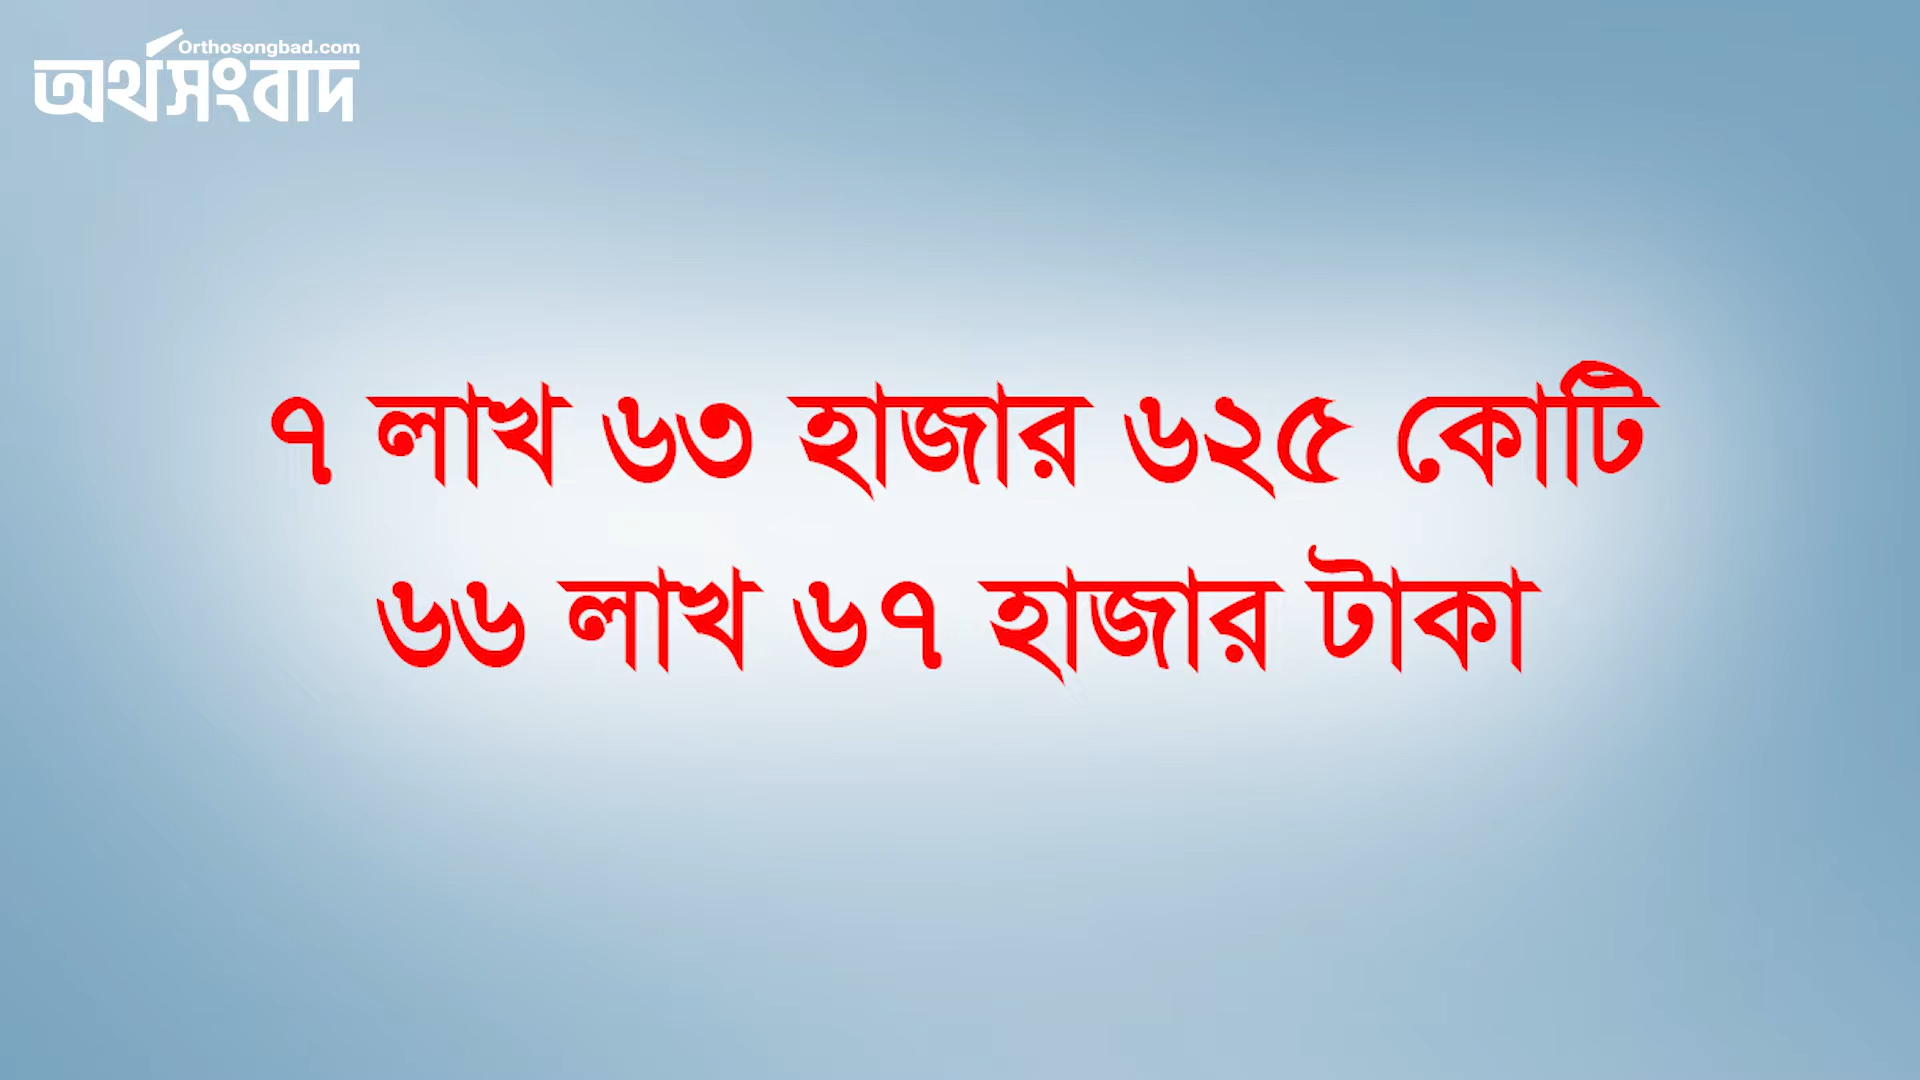 Orthosongbad.com
অর্থসংবাদ
৭ লাখ ৬৩ হাজার ৬২৫ কোটি
৬৬ লাখ ৬৭ হাজার টাকা